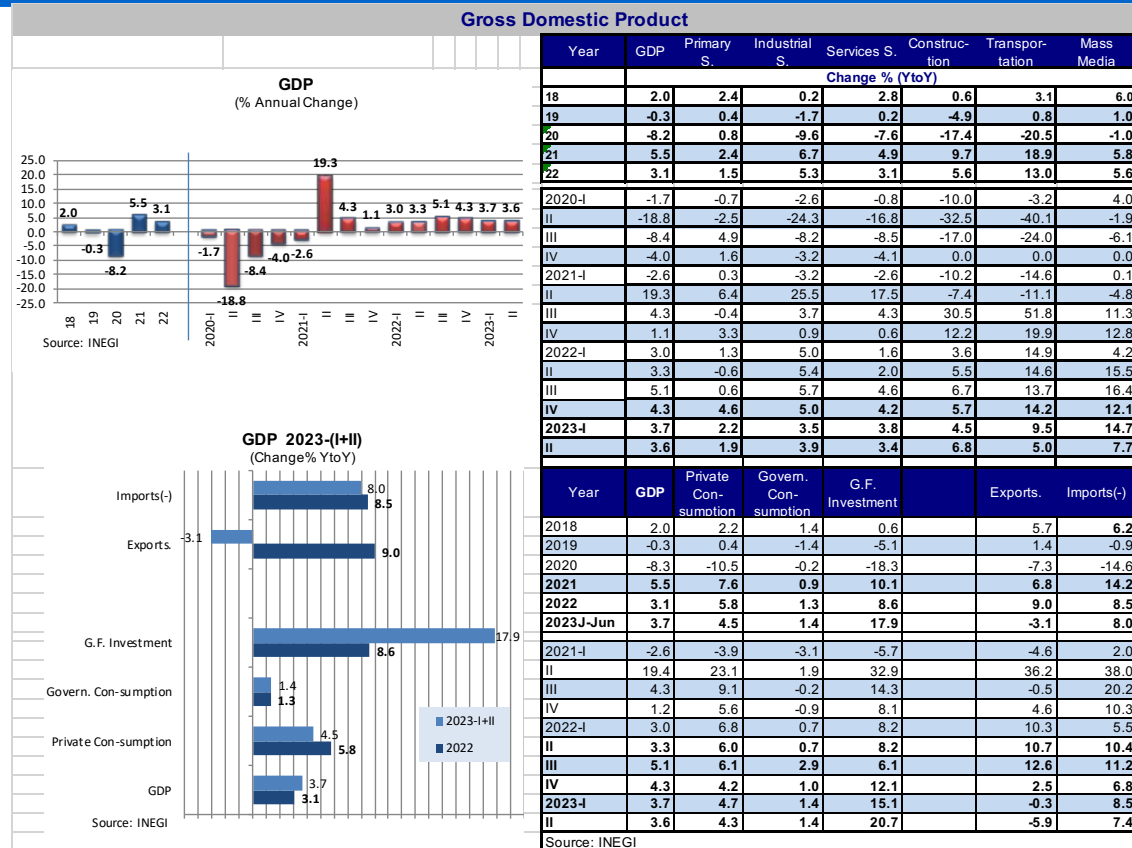 Gross Domestic Product
GDP
(% Annual Change)
25.0
20.0
15.0
10.0
5.0
0.0
-5.0
-10.0
-15.0
-20.0
-25.0
2.0 -0.3 -8.2 5.5 3.1 -1.7 -18.8 -8.4 -4.0 -2.6 19.3 4.3 1.1 3.0 3.3 5.1 4.3 3.7 3.6
18 19 20 21 22 2020-I II III IV 2021-I II III IV 2022-I II III IV 2023-I II
Source: INEGI
GDP 2023-(I+II)
(Change% YtoY)
Imports(-) 8.0 8.5
Exports. -3.1 9.0
G.F. Investment 17.9 8.6
Govern. Con-sumption 1.4 1.3
Private Con-sumption 4.5 5.8
GDP 3.7 3.1
2023-I+II
2022
Source: INEGI
Year GDP Primary S. Industrial S. Services S. Construc-tion Transpor-tation Mass Media
Change % (YtoY)
18 2.0 2.4 0.2 2.8 0.6 3.1 6.0
19 -0.3 0.4 -1.7 0.2 -4.9 0.8 1.0
20 -8.2 0.8 -9.6 -7.6 -17.4 -20.5 -1.0
21 5.5 2.4 6.7 4.9 9.7 18.9 5.8
22 3.1 1.5 5.3 3.1 5.6 13.0 5.6
2020-I -1.7 -0.7 -2.6 -0.8 -10.0 -3.2 4.0
II -18.8 -2.5 -24.3 -16.8 -32.5 -40.1 -1.9
III -8.4 4.9 -8.2 -8.5 -17.0 -24.0 -6.1
IV -4.0 1.6 -3.2 -4.1 0.0 0.0 0.0
2021-I -2.6 0.3 -3.2 -2.6 -10.2 -14.6 0.1
II 19.3 6.4 25.5 17.5 -7.4 -11.1 -4.8
III 4.3 -0.4 3.7 4.3 30.5 51.8 11.3
IV 1.1 3.3 0.9 0.6 12.2 19.9 12.8
2022-I 3.0 1.3 5.0 1.6 3.6 14.9 4.2
II 3.3 -0.6 5.4 2.0 5.5 14.6 15.5
III 5.1 0.6 5.7 4.6 6.7 13.7 16.4
IV 4.3 4.6 5.0 4.2 5.7 14.2 12.1
2023-I 3.7 2.2 3.5 3.8 4.5 9.5 14.7
II 3.6 1.9 3.9 3.4 6.8 5.0 7.7
Year GDP Private Con-sumption Govern. Con-sumption G.F. Investment Exports. Imports(-)
2018 2.0 2.2 1.4 0.6 5.7 6.2
2019 -0.3 0.4 -1.4 -5.1 1.4 -0.9
2020 -8.3 -10.5 -0.2 -18.3 -7.3 -14.6
2021 5.5 7.6 0.9 10.1 6.8 14.2
2022 3.1 5.8 1.3 8.6 9.0 8.5
2023J-Jun 3.7 4.5 1.4 17.9 -3.1 8.0
2021-I -2.6 -3.9 -3.1 -5.7 -4.6 2.0
II 19.4 23.1 1.9 32.9 36.2 38.0
III 4.3 9.1 -0.2 14.3 -0.5 20.2
IV 1.2 5.6 -0.9 8.1 4.6 10.3
2022-I 3.0 6.8 0.7 8.2 10.3 5.5
II 3.3 6.0 0.7 8.2 10.7 10.4
III 5.1 6.1 2.9 6.1 12.6 11.2
IV 4.3 4.2 1.0 12.1 2.5 6.8
2023-I 3.7 4.7 1.4 15.1 -0.3 8.5
II 3.6 4.3 1.4 20.7 -5.9 7.4
Source: INEGI